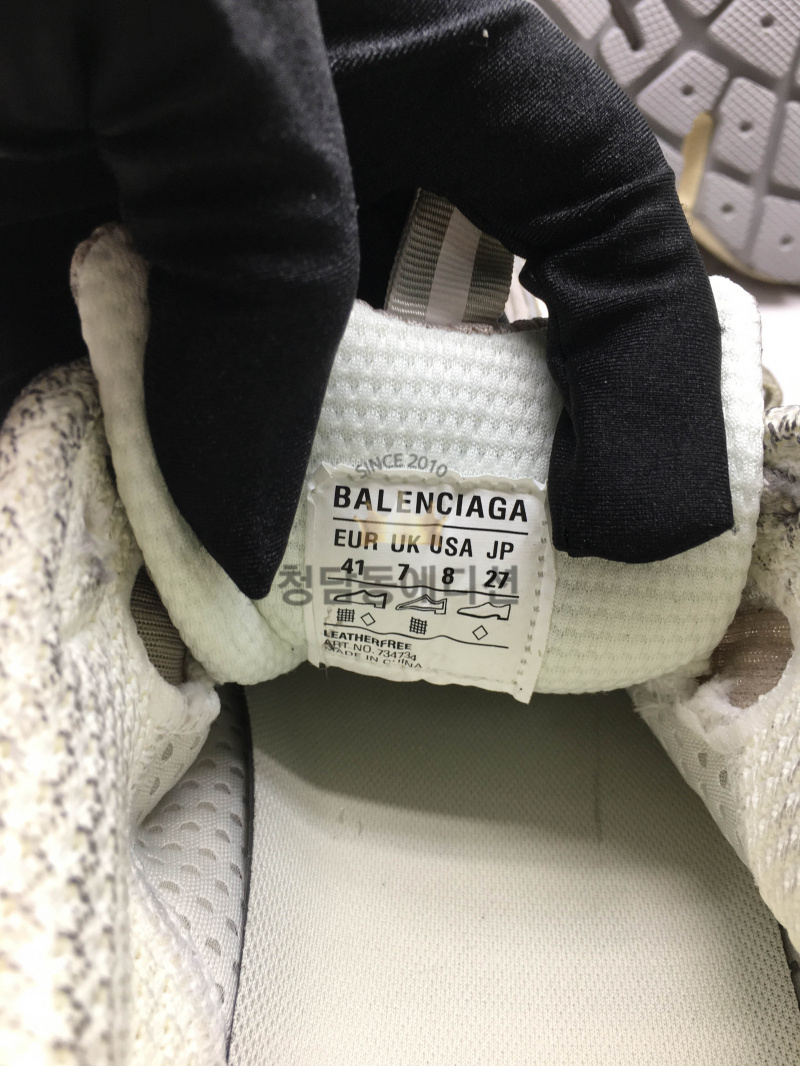 SINCE 2010
BALENCIAGA
EUR UK USA JP
41 7 8 27
청담동에디션
LEATHERFREE
ART NO. 734734
MADE IN CHINA